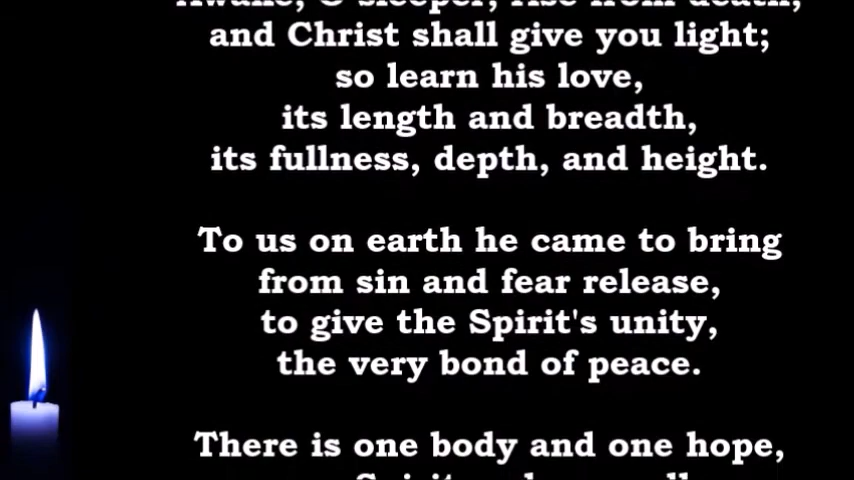 Awake, O sleeper, rise from death,
and Christ shall give you light;
so learn his love,
its length and breadth,
its fullness, depth, and height.
To us on earth he came to bring
from sin and fear release,
to give the Spirit's unity,
the very bond of peace.
There is one body and one hope,